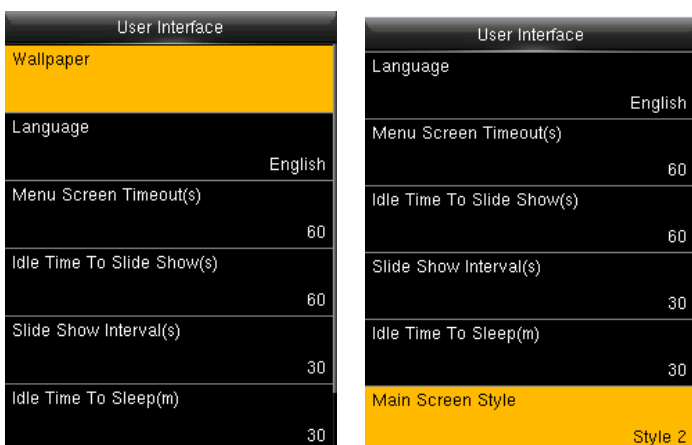 User Interface
Wallpaper
Language
English
Menu Screen Timeout(s)
60
Idle Time To Slide Show(s)
60
Slide Show Interval(s)
30
Idle Time To Sleep(m)
30
User Interface
Language
English
Menu Screen Timeout(s)
60
Idle Time To Slide Show(s)
60
Slide Show Interval(s)
30
Idle Time To Sleep(m)
30
Main Screen Style
Style 2